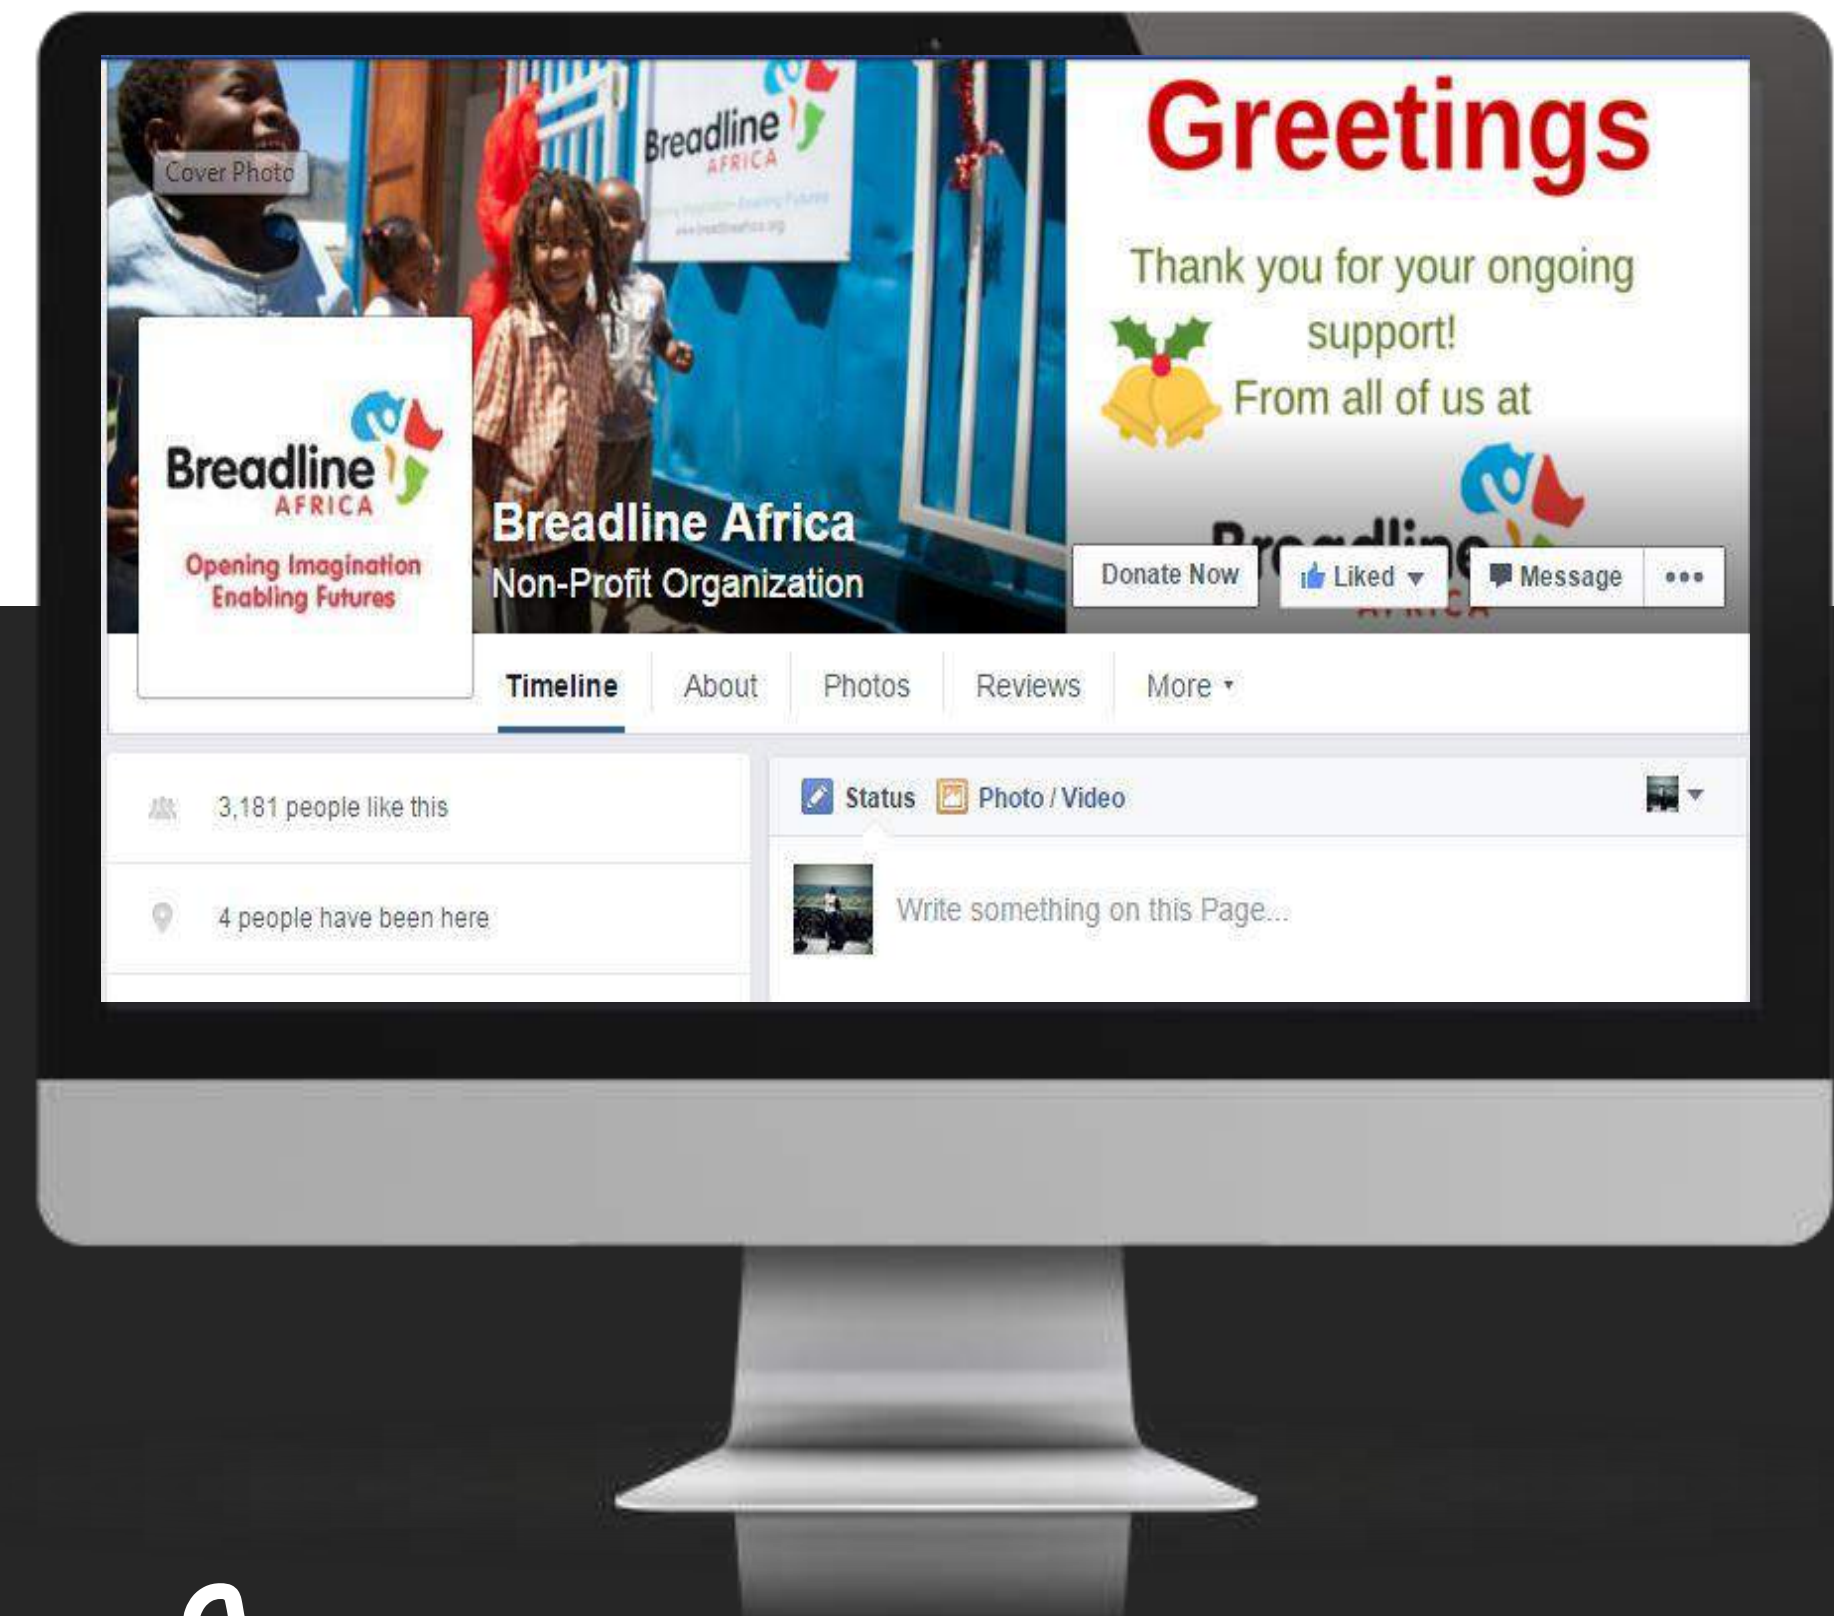 Greetings
Cover Photo
Breadline
AFRICA
Thank you for your ongoing
support!
From all of us at
Breadline
AFRICA
Breadline
AFRICA
Opening Imagination
Enabling Futures
Breadline Africa
Non-Profit Organization
Donate Now
Liked
Message
Timeline
About
Photos
Reviews
More
3,181 people like this
4 people have been here
Status
Photo / Video
Write something on this Page...